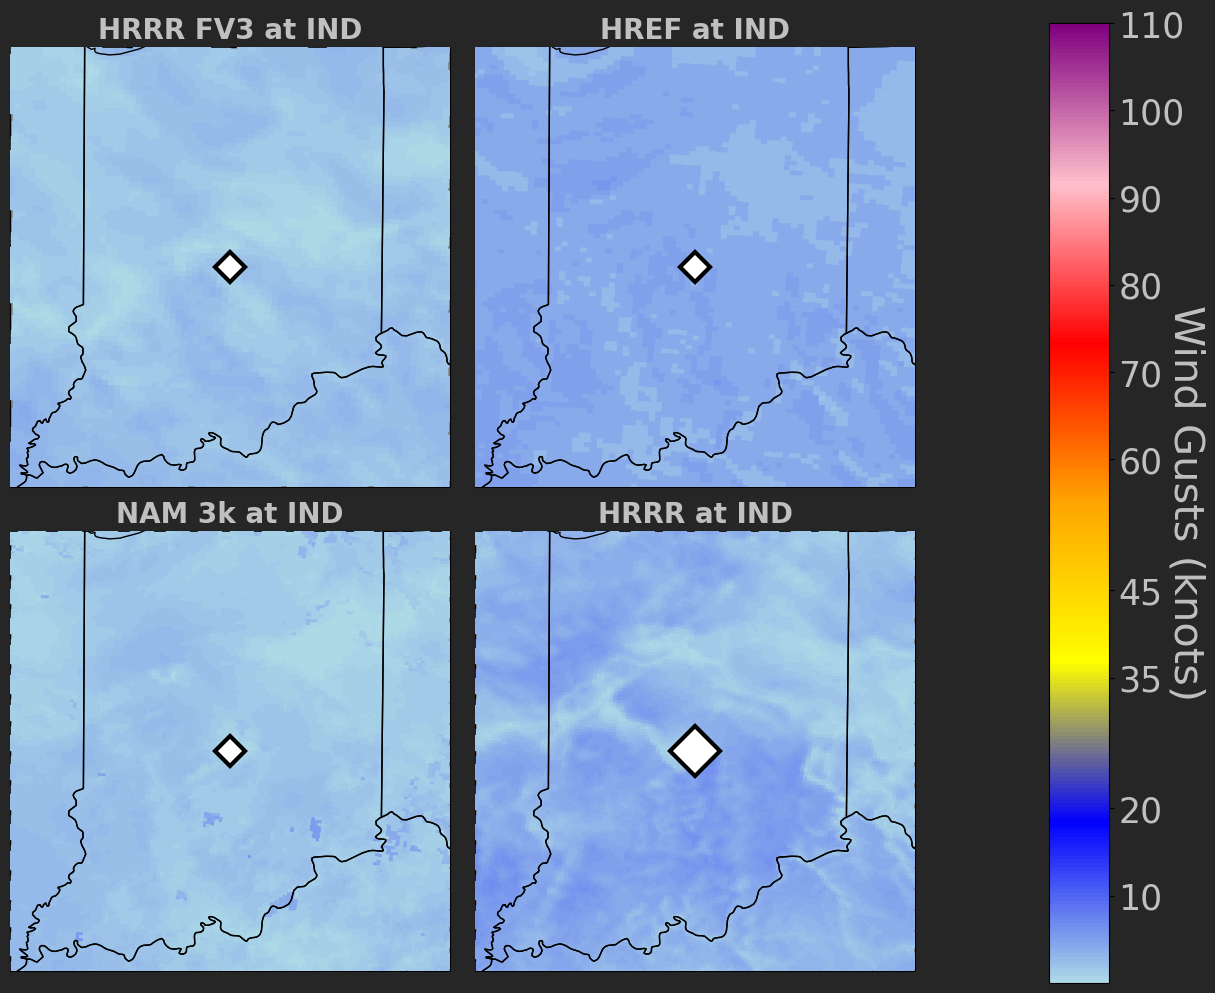 HRRR FV3 at IND
HREF at IND
NAM 3k at IND
HRRR at IND
110
100
90
80
70
60
45
35
20
10
Wind Gusts (knots)